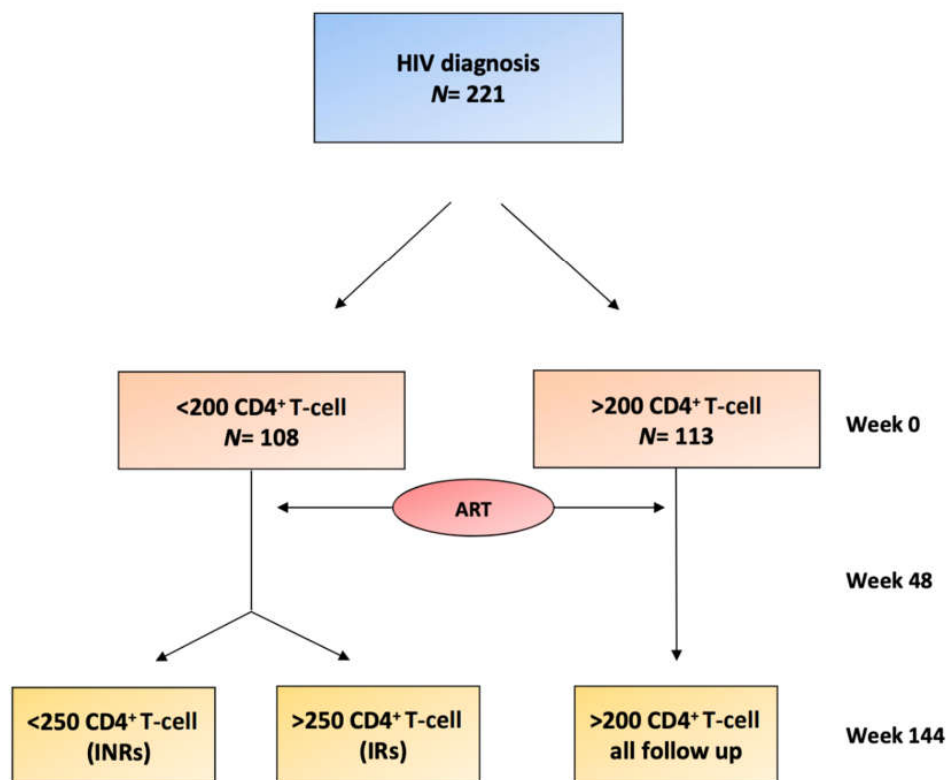 HIV diagnosis
N= 221
<200 CD4⁺ T-cell
N= 108
>200 CD4⁺ T-cell
N= 113
Week 0
ART
Week 48
<250 CD4⁺ T-cell
(INRs)
>250 CD4⁺ T-cell
(IRs)
>200 CD4⁺ T-cell
all follow up
Week 144